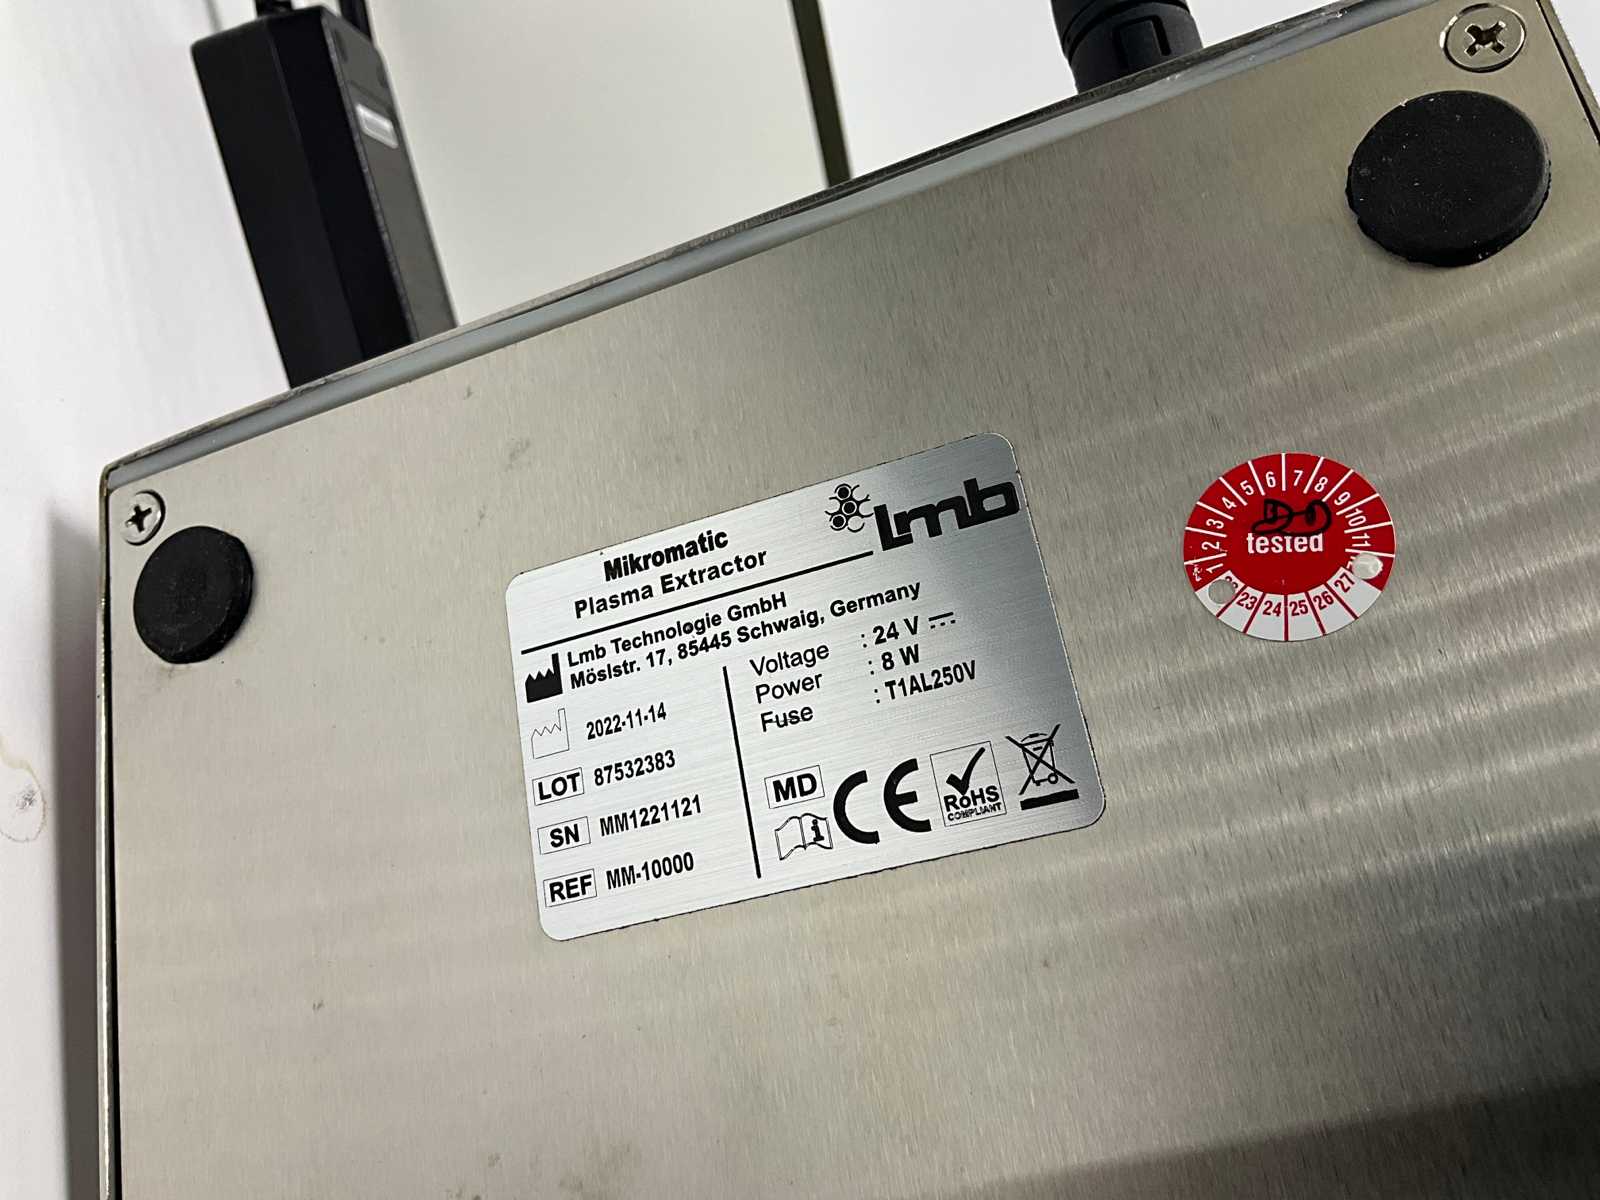 Mikromatic
Plasma Extractor
Lmb
Lmb Technologie GmbH
Möslstr. 17, 85445 Schwaig, Germany
2022-11-14
LOT 87532383
SN MM1221121
REF MM-10000
Voltage : 24 V
Power : 8 W
Fuse : T1AL250V
MD
CE
RoHS
COMPLIANT
1 2 3 4 5 6 7 8 9 10 11
tested
23 24 25 26 27